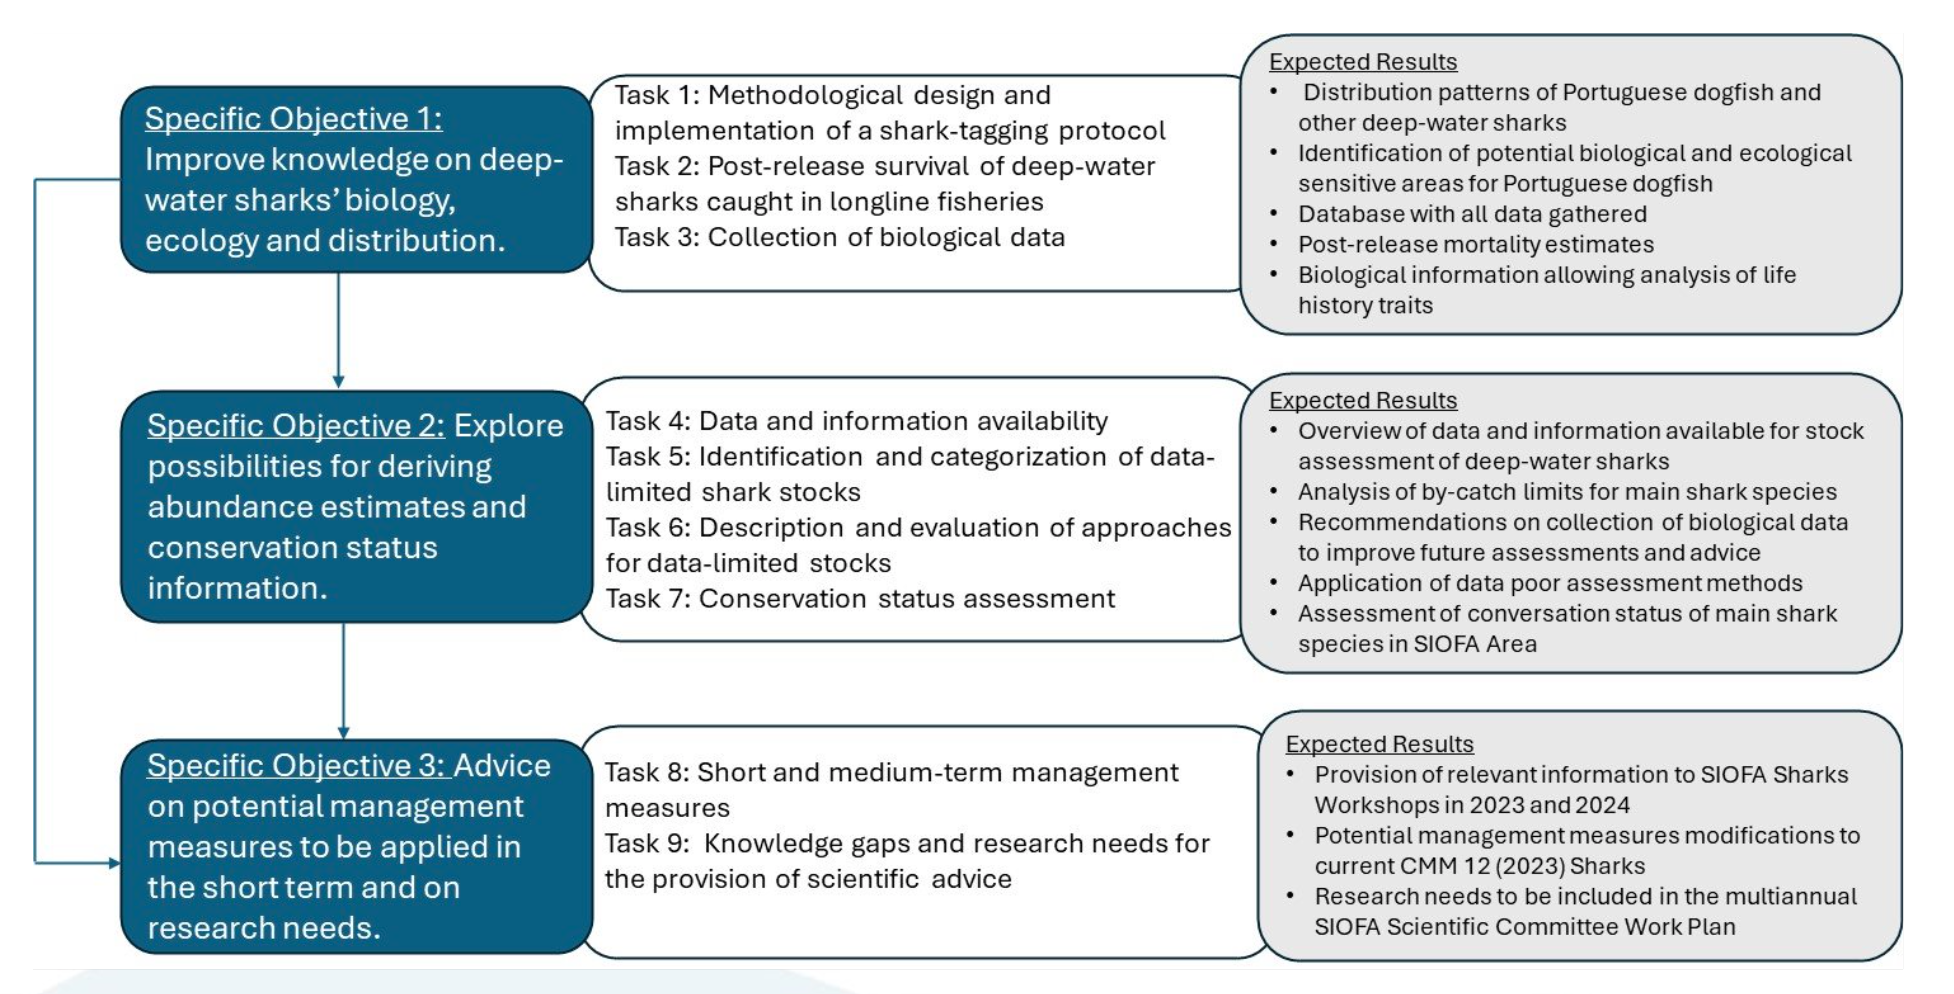 Specific Objective 1:
Improve knowledge on deep-
water sharks' biology,
ecology and distribution.
Task 1: Methodological design and
implementation of a shark-tagging protocol
Task 2: Post-release survival of deep-water
sharks caught in longline fisheries
Task 3: Collection of biological data
Expected Results
• Distribution patterns of Portuguese dogfish and
other deep-water sharks
• Identification of potential biological and ecological
sensitive areas for Portuguese dogfish
• Database with all data gathered
• Post-release mortality estimates
• Biological information allowing analysis of life
history traits
Specific Objective 2: Explore
possibilities for deriving
abundance estimates and
conservation status
information.
Task 4: Data and information availability
Task 5: Identification and categorization of data-
limited shark stocks
Task 6: Description and evaluation of approaches
for data-limited stocks
Task 7: Conservation status assessment
Expected Results
• Overview of data and information available for stock
assessment of deep-water sharks
• Analysis of by-catch limits for main shark species
• Recommendations on collection of biological data
to improve future assessments and advice
• Application of data poor assessment methods
• Assessment of conversation status of main shark
species in SIOFA Area
Specific Objective 3: Advice
on potential management
measures to be applied in
the short term and on
research needs.
Task 8: Short and medium-term management
measures
Task 9: Knowledge gaps and research needs for
the provision of scientific advice
Expected Results
• Provision of relevant information to SIOFA Sharks
Workshops in 2023 and 2024
• Potential management measures modifications to
current CMM 12 (2023) Sharks
• Research needs to be included in the multiannual
SIOFA Scientific Committee Work Plan